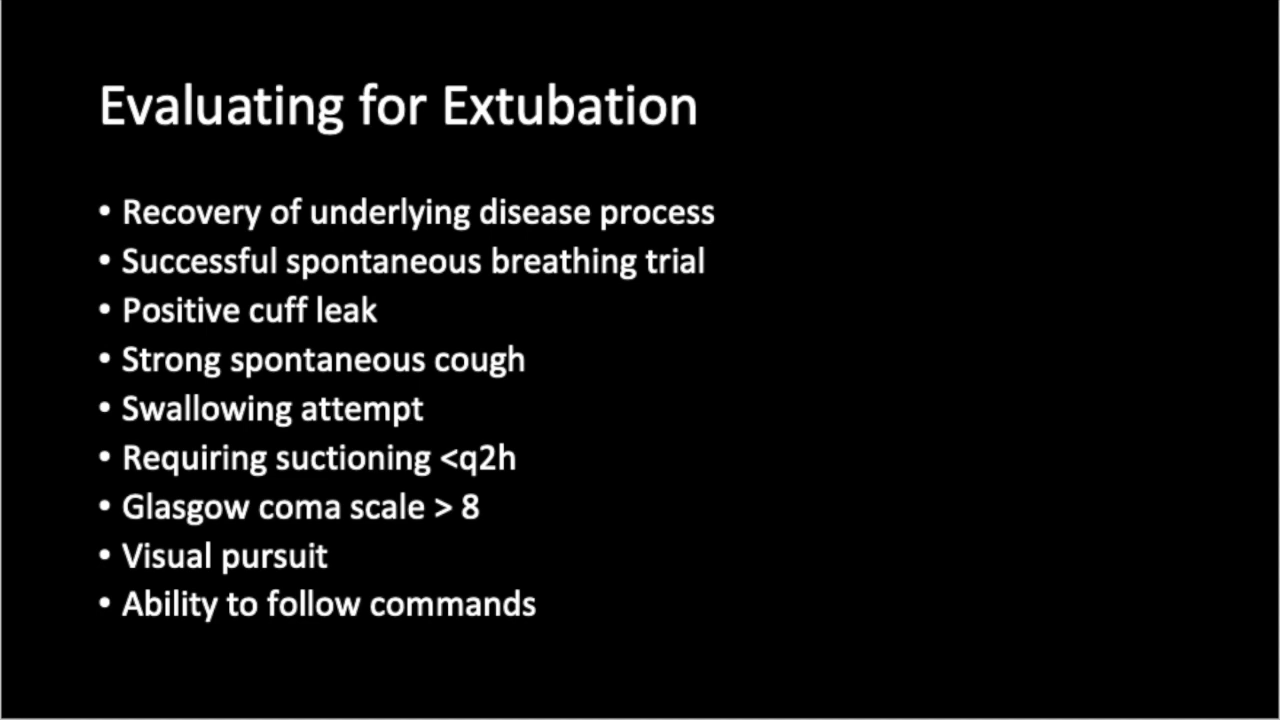 Evaluating for Extubation
• Recovery of underlying disease process
• Successful spontaneous breathing trial
• Positive cuff leak
• Strong spontaneous cough
• Swallowing attempt
• Requiring suctioning <q2h
• Glasgow coma scale > 8
• Visual pursuit
• Ability to follow commands